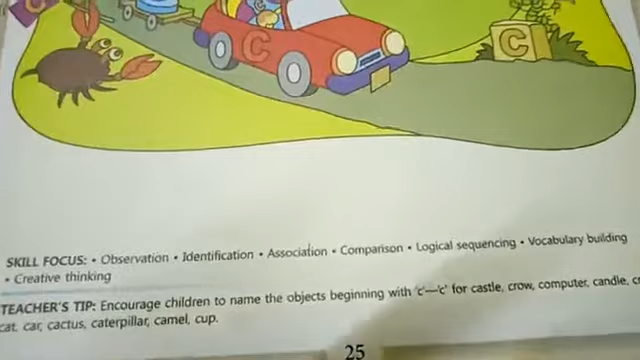 C
C
SKILL FOCUS: • Observation • Identification • Association • Comparison • Logical sequencing • Vocabulary building
• Creative thinking
TEACHER'S TIP: Encourage children to name the objects beginning with 'c'—'c' for castle, crow, computer, candle,
cat, car, cactus, caterpillar, camel, cup.
25